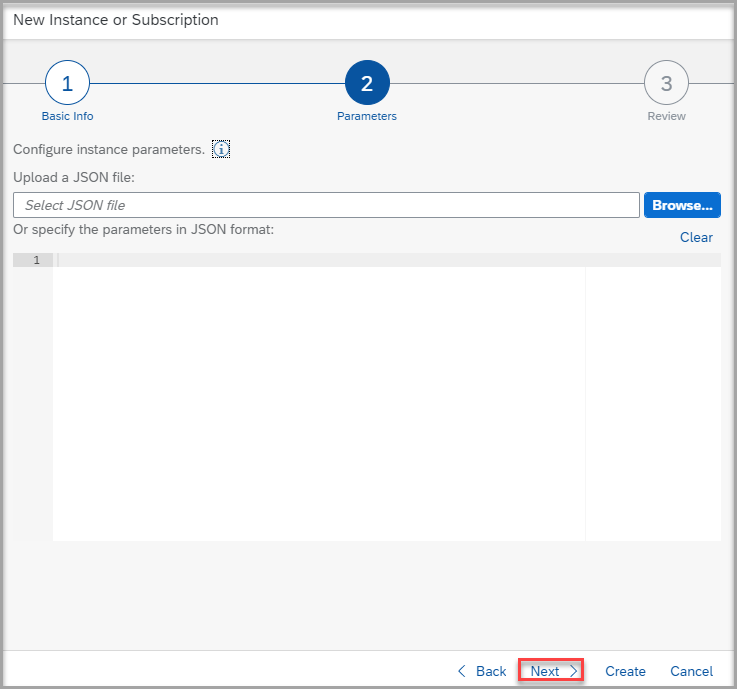 New Instance or Subscription
1 2 3
Basic Info Parameters Review
Configure instance parameters. i
Upload a JSON file:
Select JSON file Browse...
Or specify the parameters in JSON format:
Clear
1
< Back Next > Create Cancel